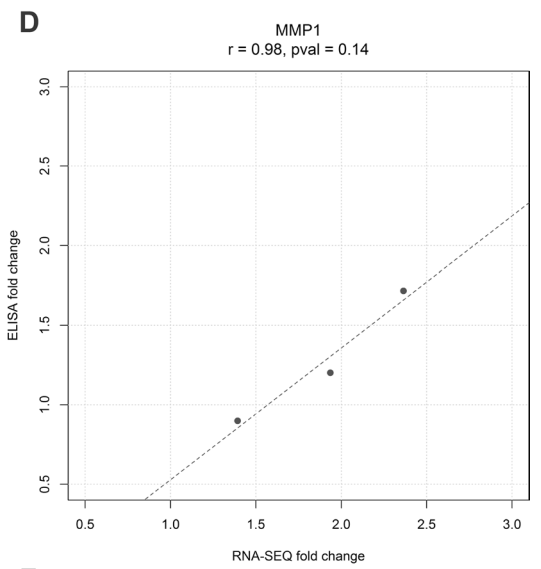 D
MMP1
r = 0.98, pval = 0.14
3.0
2.5
2.0
1.5
1.0
0.5
ELISA fold change
0.5 1.0 1.5 2.0 2.5 3.0
RNA-SEQ fold change